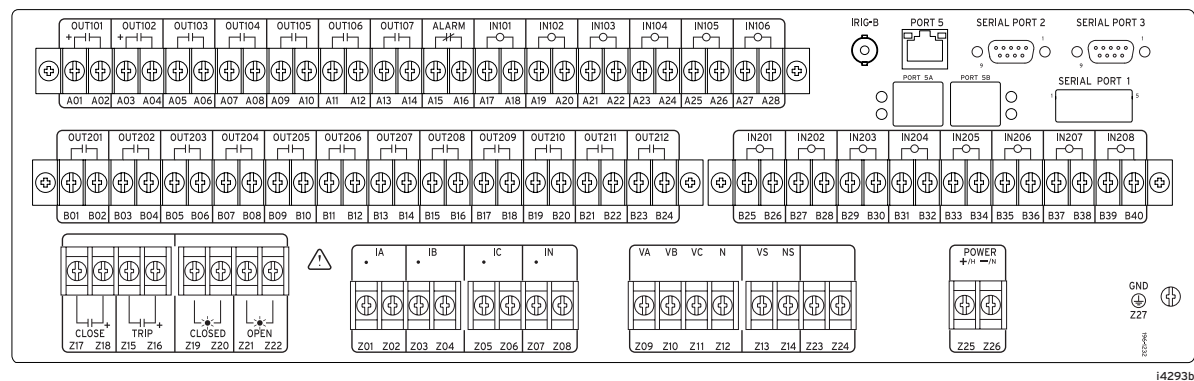 OUT101 OUT102 OUT103 OUT104 OUT105 OUT106 OUT107 ALARM IN101 IN102 IN103 IN104 IN105 IN106 IRIG-B PORT 5 SERIAL PORT 2 SERIAL PORT 3
+ +
1 1
9 9
PORT 5A PORT 5B SERIAL PORT 1
1 5
A01 A02 A03 A04 A05 A06 A07 A08 A09 A10 A11 A12 A13 A14 A15 A16 A17 A18 A19 A20 A21 A22 A23 A24 A25 A26 A27 A28
OUT201 OUT202 OUT203 OUT204 OUT205 OUT206 OUT207 OUT208 OUT209 OUT210 OUT211 OUT212 IN201 IN202 IN203 IN204 IN205 IN206 IN207 IN208
B01 B02 B03 B04 B05 B06 B07 B08 B09 B10 B11 B12 B13 B14 B15 B16 B17 B18 B19 B20 B21 B22 B23 B24 B25 B26 B27 B28 B29 B30 B31 B32 B33 B34 B35 B36 B37 B38 B39 B40
IA IB IC IN VA VB VC N VS NS POWER
+/H −/N
GND
Z27
+ +
CLOSE TRIP CLOSED OPEN
Z17 Z18 Z15 Z16 Z19 Z20 Z21 Z22 Z01 Z02 Z03 Z04 Z05 Z06 Z07 Z08 Z09 Z10 Z11 Z12 Z13 Z14 Z23 Z24 Z25 Z26
196-1232
i4293b